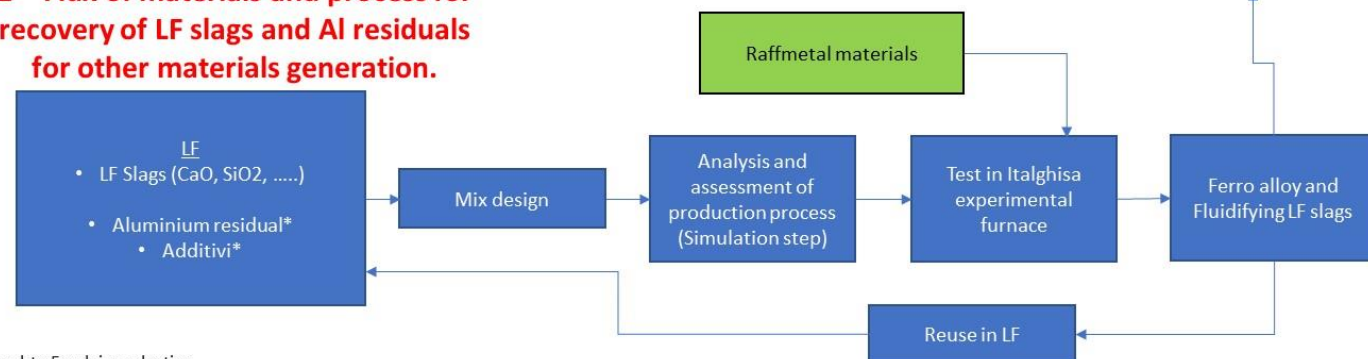 recovery of LF slags and Al residuals
for other materials generation.
Raffmetal materials
LF
• LF Slags (CaO, SiO2, …..)
• Aluminium residual*
• Additivi*
Mix design
Analysis and
assessment of
production process
(Simulation step)
Test in Italghisa
experimental
furnace
Ferro alloy and
Fluidifying LF slags
Reuse in LF